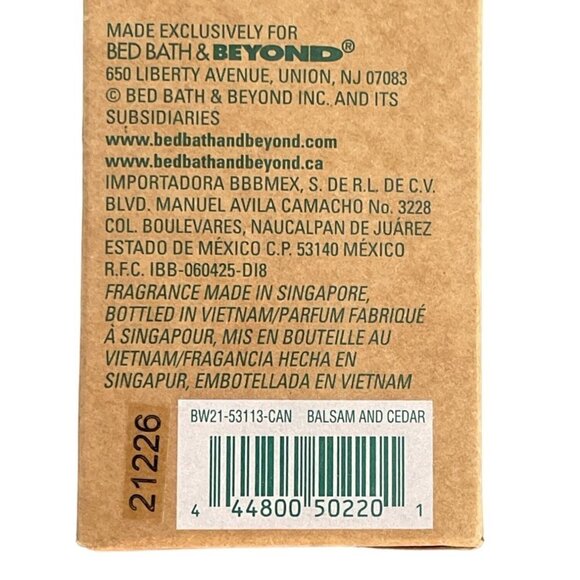 MADE EXCLUSIVELY FOR
BED BATH & BEYOND®
650 LIBERTY AVENUE, UNION, NJ 07083
© BED BATH & BEYOND INC. AND ITS
SUBSIDIARIES
www.bedbathandbeyond.com
www.bedbathandbeyond.ca
IMPORTADORA BBBMEX, S. DE R.L. DE C.V.
BLVD. MANUEL AVILA CAMACHO No. 3228
COL. BOULEVARES, NAUCALPAN DE JUÁREZ
ESTADO DE MÉXICO C.P. 53140 MÉXICO
R.F.C. IBB-060425-DI8
FRAGRANCE MADE IN SINGAPORE,
BOTTLED IN VIETNAM/PARFUM FABRIQUÉ
À SINGAPOUR, MIS EN BOUTEILLE AU
VIETNAM/FRAGANCIA HECHA EN
SINGAPUR, EMBOTELLADA EN VIETNAM
21226
BW21-53113-CAN BALSAM AND CEDAR
4 44800 50220 1